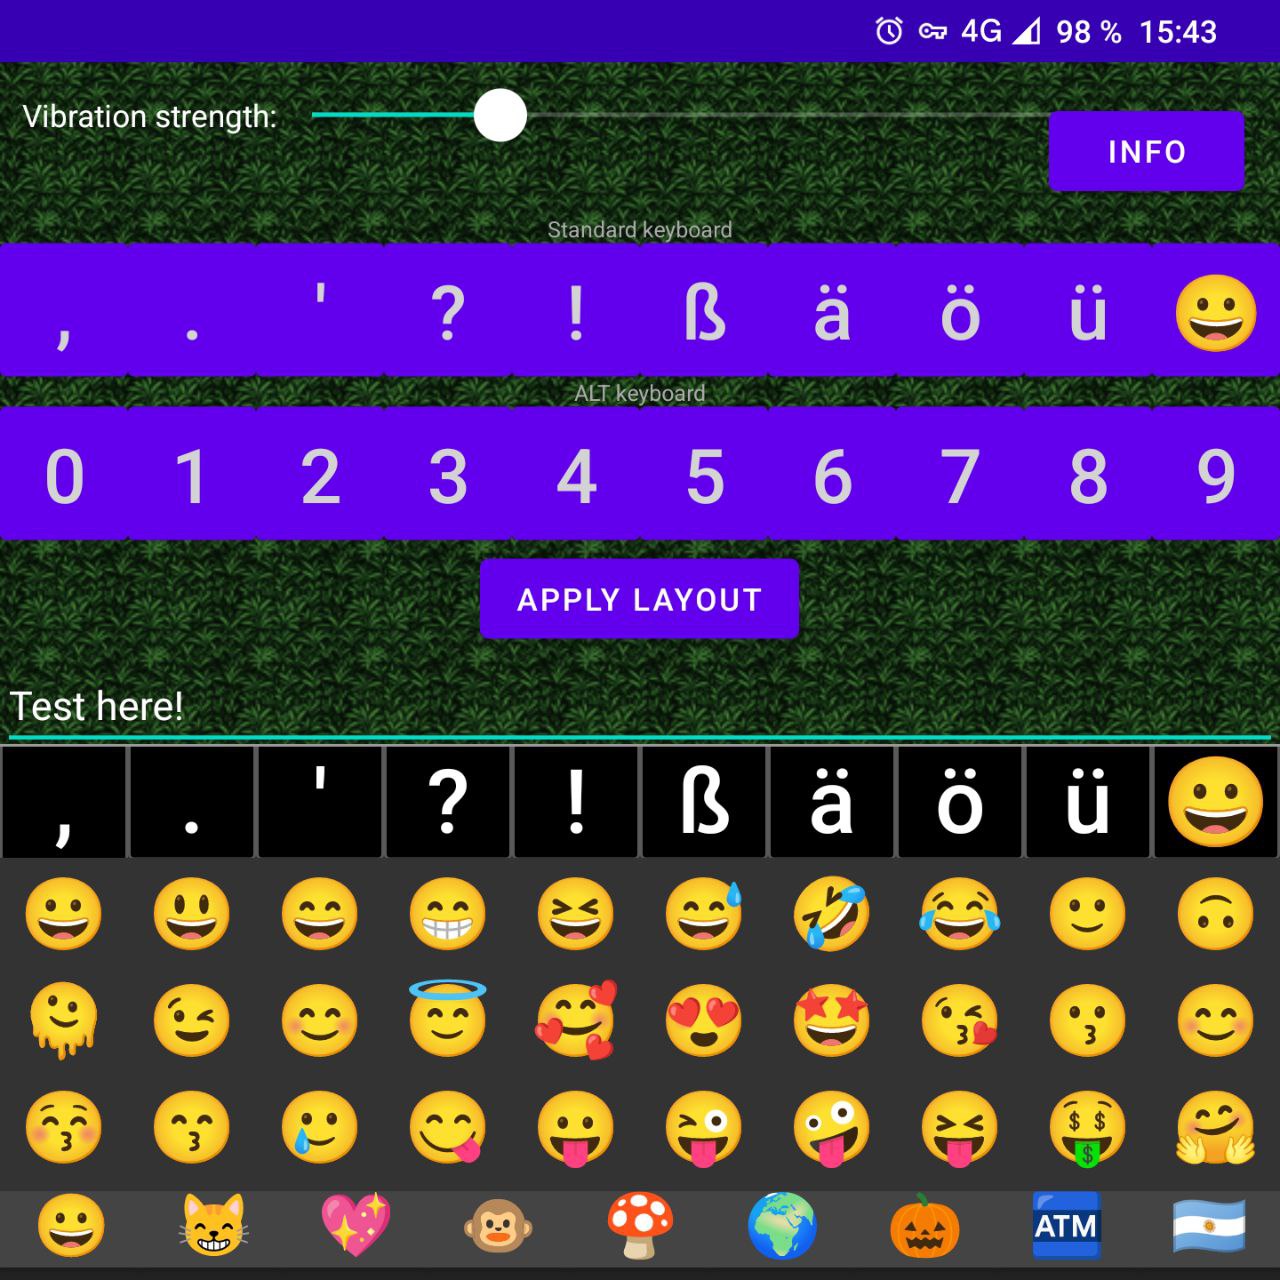 4G 98 % 15:43
Vibration strength:
INFO
Standard keyboard
, . ' ? ! ß ä ö ü 😀
ALT keyboard
0 1 2 3 4 5 6 7 8 9
APPLY LAYOUT
Test here!
, . ' ? ! ß ä ö ü 😀
ATM